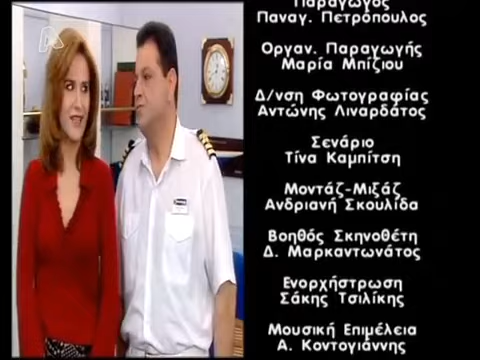 Παραγωγός
Παναγ. Πετρόπουλος
Οργαν. Παραγωγής
Μαρία Μπίζιου
Δ/νση Φωτογραφίας
Αντώνης Λιναρδάτος
Σενάριο
Τίνα Καμπίτση
Μοντάζ-Μιξάζ
Ανδριανή Σκουλίδα
Βοηθός Σκηνοθέτη
Δ. Μαρκαντωνάτος
Ενορχήστρωση
Σάκης Τσιλίκης
Μουσική Επιμέλεια
Α. Κοντογιάννης